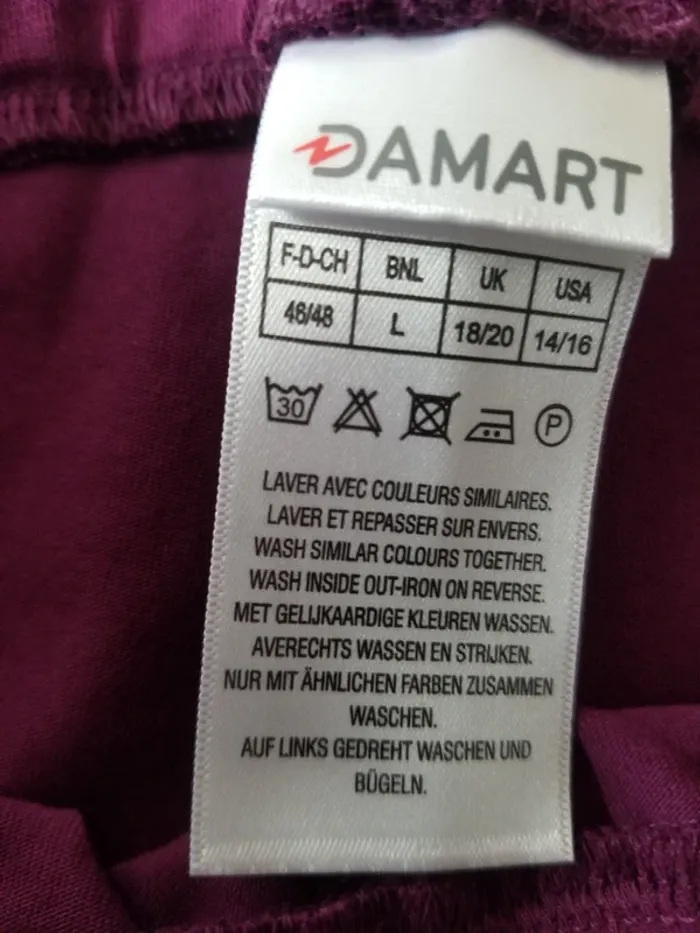 DAMART
F-D-CH BNL UK USA
46/48 L 18/20 14/16
30 P
LAVER AVEC COULEURS SIMILAIRES.
LAVER ET REPASSER SUR ENVERS.
WASH SIMILAR COLOURS TOGETHER.
WASH INSIDE OUT-IRON ON REVERSE.
MET GELIJKAARDIGE KLEUREN WASSEN.
AVERECHTS WASSEN EN STRIJKEN.
NUR MIT ÄHNLICHEN FARBEN ZUSAMMEN
WASCHEN.
AUF LINKS GEDREHT WASCHEN UND
BÜGELN.